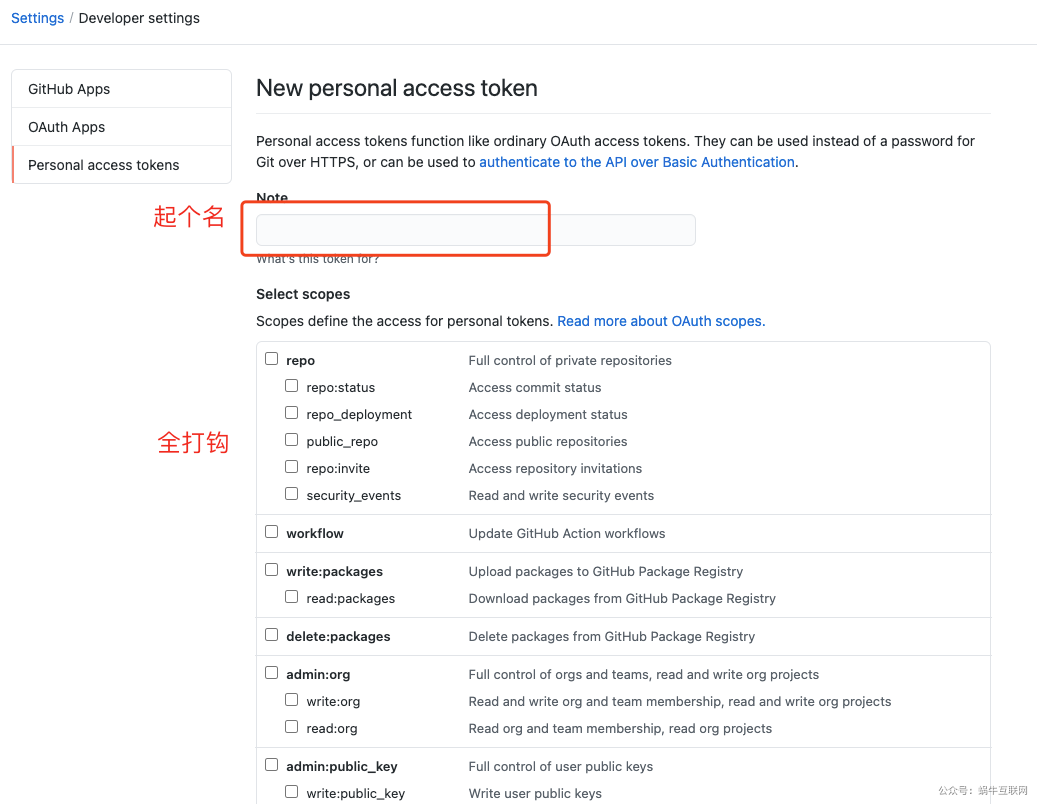 Settings / Developer settings
GitHub Apps
OAuth Apps
Personal access tokens
New personal access token
Personal access tokens function like ordinary OAuth access tokens. They can be used instead of a password for
Git over HTTPS, or can be used to authenticate to the API over Basic Authentication.
Note
起个名
What's this token for?
Select scopes
Scopes define the access for personal tokens. Read more about OAuth scopes.
全打钩
repo Full control of private repositories
repo:status Access commit status
repo_deployment Access deployment status
public_repo Access public repositories
repo:invite Access repository invitations
security_events Read and write security events
workflow Update GitHub Action workflows
write:packages Upload packages to GitHub Package Registry
read:packages Download packages from GitHub Package Registry
delete:packages Delete packages from GitHub Package Registry
admin:org Full control of orgs and teams, read and write org projects
write:org Read and write org and team membership, read and write org projects
read:org Read org and team membership, read org projects
admin:public_key Full control of user public keys
write:public_key Write user public keys
公众号：蜗牛互联网